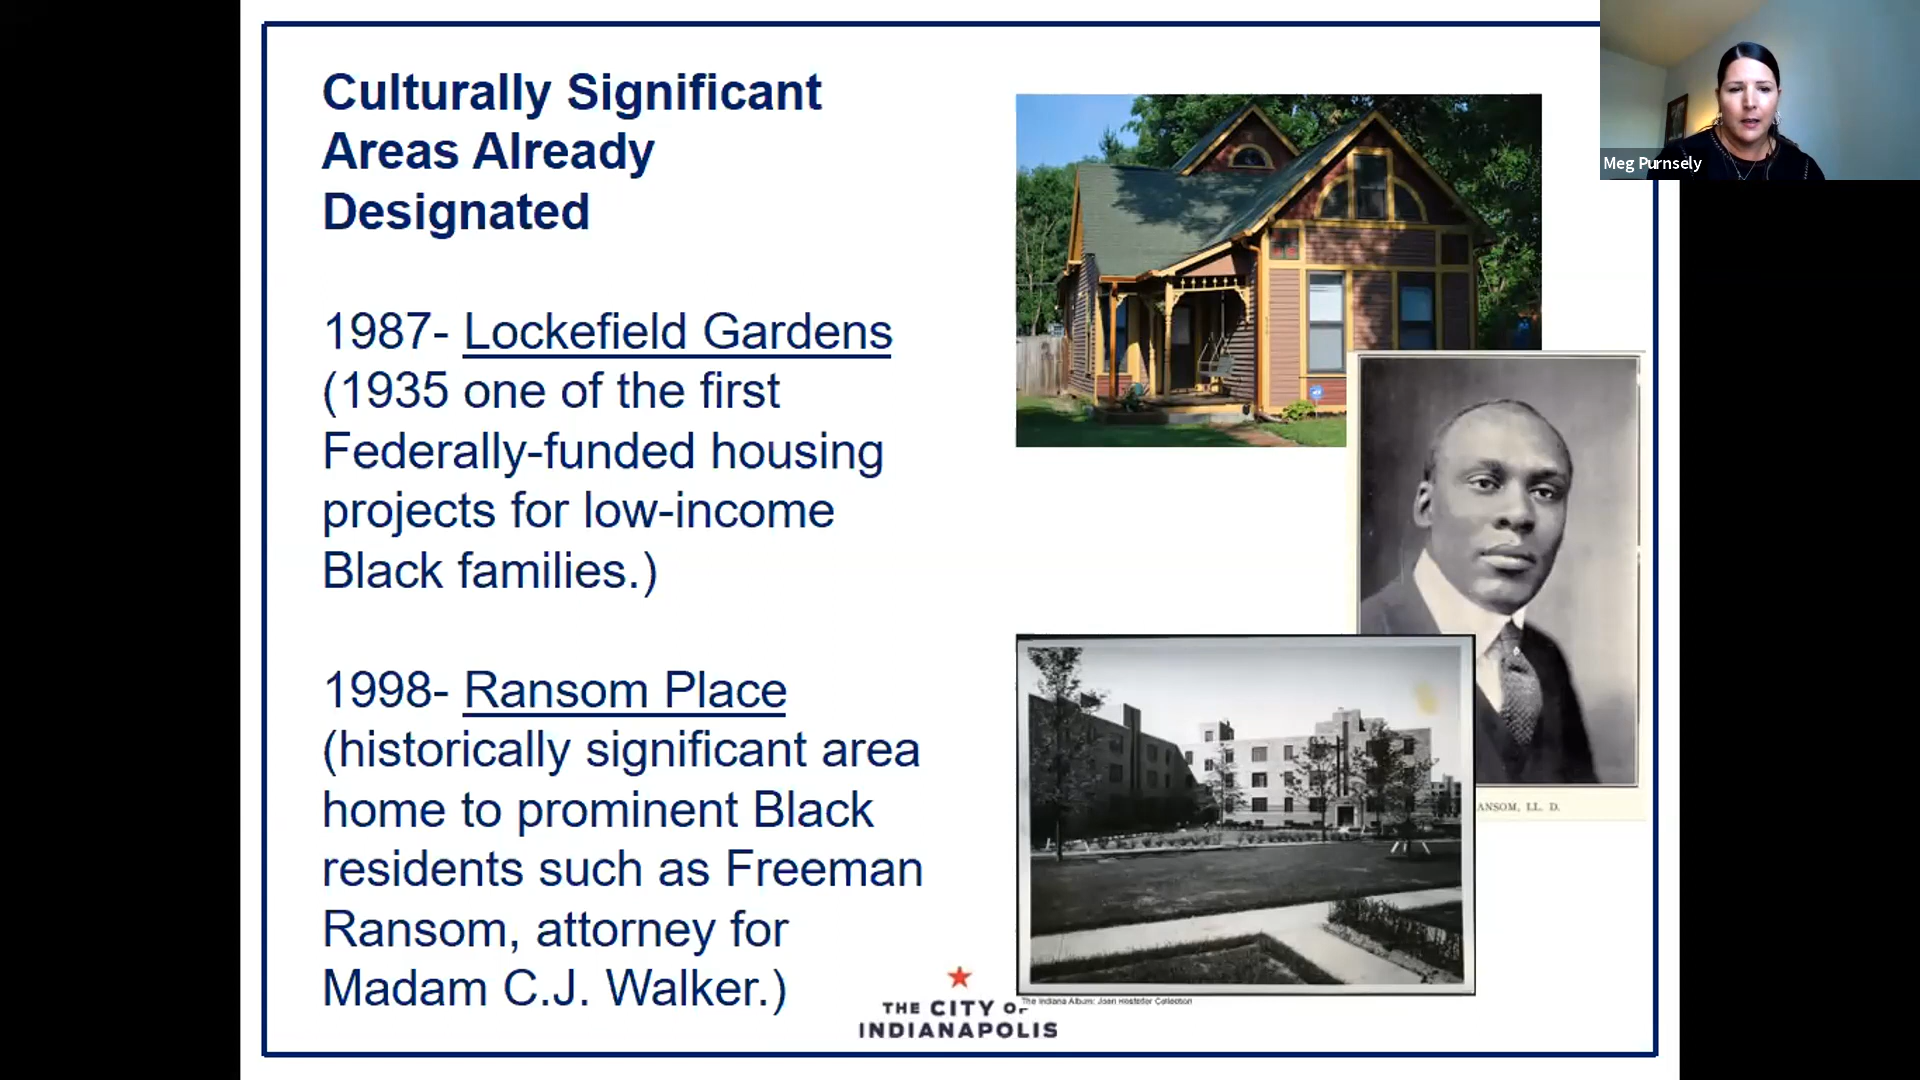 Culturally Significant
Areas Already
Designated
1987- Lockefield Gardens
(1935 one of the first
Federally-funded housing
projects for low-income
Black families.)
1998- Ransom Place
(historically significant area
home to prominent Black
residents such as Freeman
Ransom, attorney for
Madam C.J. Walker.)
Meg Purnsely
ANSOM, LL. D.
The Indiana Album: Joan Hostetler Collection
THE CITY OF
INDIANAPOLIS